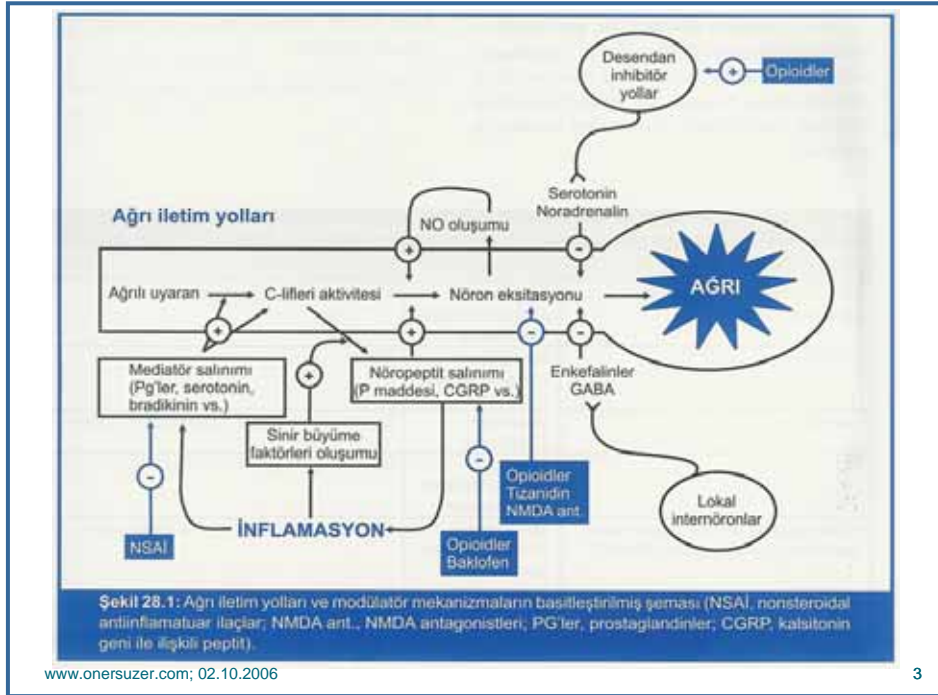 Desendan
inhibitör
yollar
Opioidler
Serotonin
Noradrenalin
Ağrı iletim yolları
NO oluşumu
Ağrılı uyaran
C-lifleri aktivitesi
Nöron eksitasyonu
AĞRI
Mediatör salınımı
(Pg'ler, serotonin,
bradikinin vs.)
Nöropeptit salınımı
(P maddesi, CGRP vs.)
Enkefalinler
GABA
Sinir büyüme
faktörleri oluşumu
Opioidler
Tizanidin
NMDA ant.
Lokal
internöronlar
İNFLAMASYON
NSAİ
Opioidler
Baklofen
Şekil 28.1: Ağrı iletim yolları ve modülatör mekanizmaların basitleştirilmiş şeması (NSAİ, nonsteroidal
antiinflamatuar ilaçlar; NMDA ant., NMDA antagonistleri; PG'ler, prostaglandinler; CGRP, kalsitonin
geni ile ilişkili peptit).
www.onersuzer.com; 02.10.2006
3